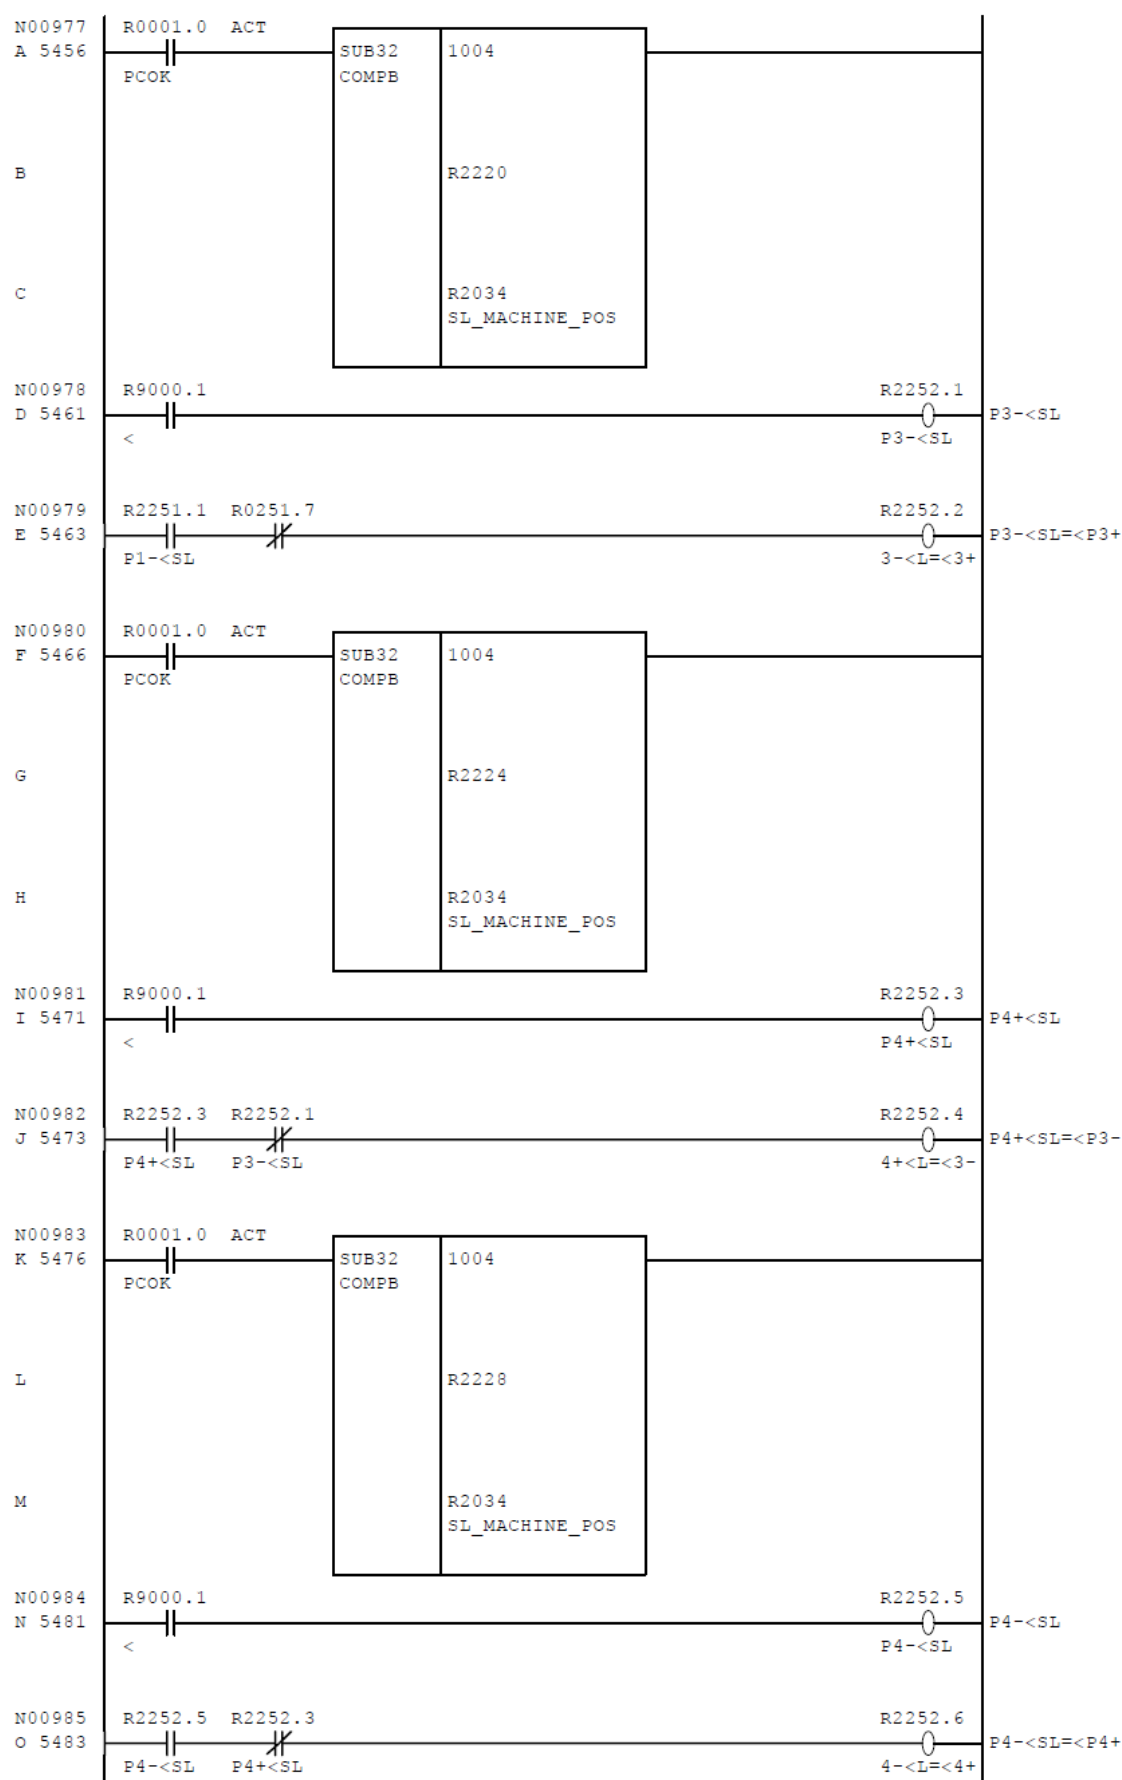 N00977 R0001.0 ACT
A 5456 SUB32 1004
PCOK COMPB
B R2220
C R2034
SL_MACHINE_POS
N00978 R9000.1 R2252.1
D 5461 P3-<SL
< P3-<SL
N00979 R2251.1 R0251.7 R2252.2
E 5463 P3-<SL=<P3+
P1-<SL 3-<L=<3+
N00980 R0001.0 ACT
F 5466 SUB32 1004
PCOK COMPB
G R2224
H R2034
SL_MACHINE_POS
N00981 R9000.1 R2252.3
I 5471 P4+<SL
< P4+<SL
N00982 R2252.3 R2252.1 R2252.4
J 5473 P4+<SL=<P3-
P4+<SL P3-<SL 4+<L=<3-
N00983 R0001.0 ACT
K 5476 SUB32 1004
PCOK COMPB
L R2228
M R2034
SL_MACHINE_POS
N00984 R9000.1 R2252.5
N 5481 P4-<SL
< P4-<SL
N00985 R2252.5 R2252.3 R2252.6
O 5483 P4-<SL=<P4+
P4-<SL P4+<SL 4-<L=<4+